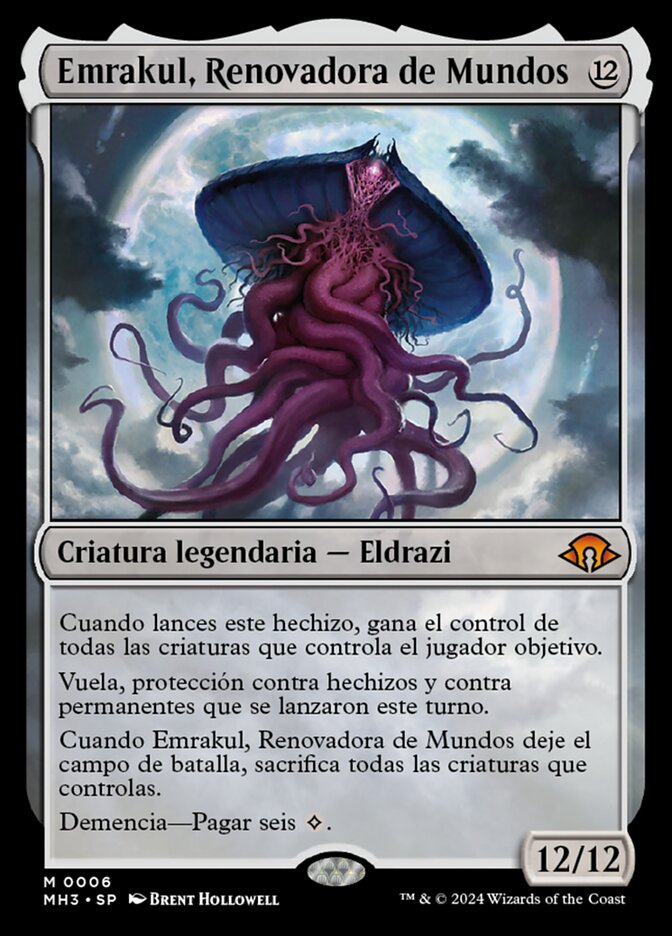 Emrakul, Renovadora de Mundos 12
Criatura legendaria — Eldrazi
Cuando lances este hechizo, gana el control de
todas las criaturas que controla el jugador objetivo.
Vuela, protección contra hechizos y contra
permanentes que se lanzaron este turno.
Cuando Emrakul, Renovadora de Mundos deje el
campo de batalla, sacrifica todas las criaturas que
controlas.
Demencia—Pagar seis .
12/12
M 0006
MH3 • SP Brent Hollowell
™ & © 2024 Wizards of the Coast